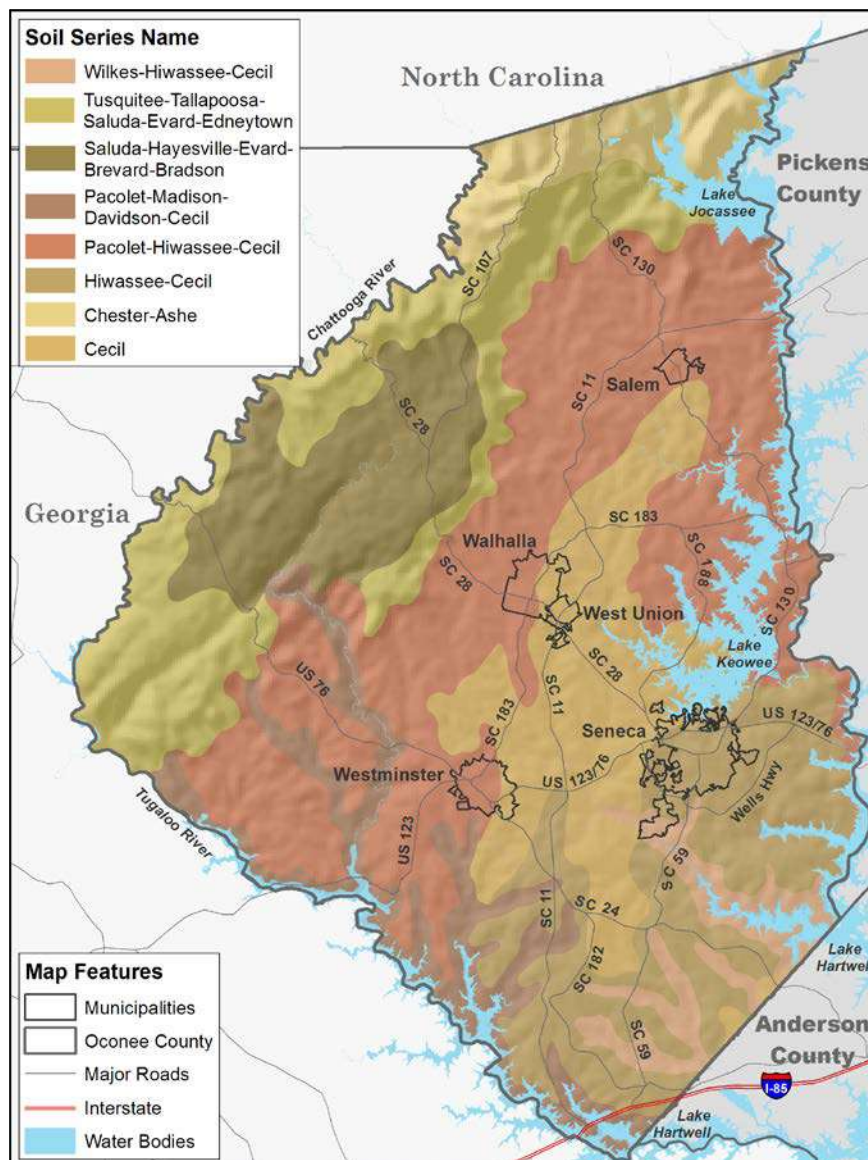 Soil Series Name
Wilkes-Hiwassee-Cecil
Tusquitee-Tallapoosa-
Saluda-Evard-Edneytown
Saluda-Hayesville-Evard-
Brevard-Bradson
Pacolet-Madison-
Davidson-Cecil
Pacolet-Hiwassee-Cecil
Hiwassee-Cecil
Chester-Ashe
Cecil
North Carolina
Pickens
County
Lake
Jocassee
SC 107
SC 130
Chattooga River
Salem
SC 11
SC 28
Georgia
Walhalla
SC 183
SC 188
SC 28
West Union
SC 130
Lake
Keowee
US 76
SC 28
SC 11
SC 183
Seneca
US 123/76
Westminster
US 123/76
Wells Hwy
Tugaloo River
US 123
SC 59
SC 11
SC 24
SC 182
Lake
Hartwell
SC 59
Anderson
County
I-85
Lake
Hartwell
Map Features
Municipalities
Oconee County
Major Roads
Interstate
Water Bodies